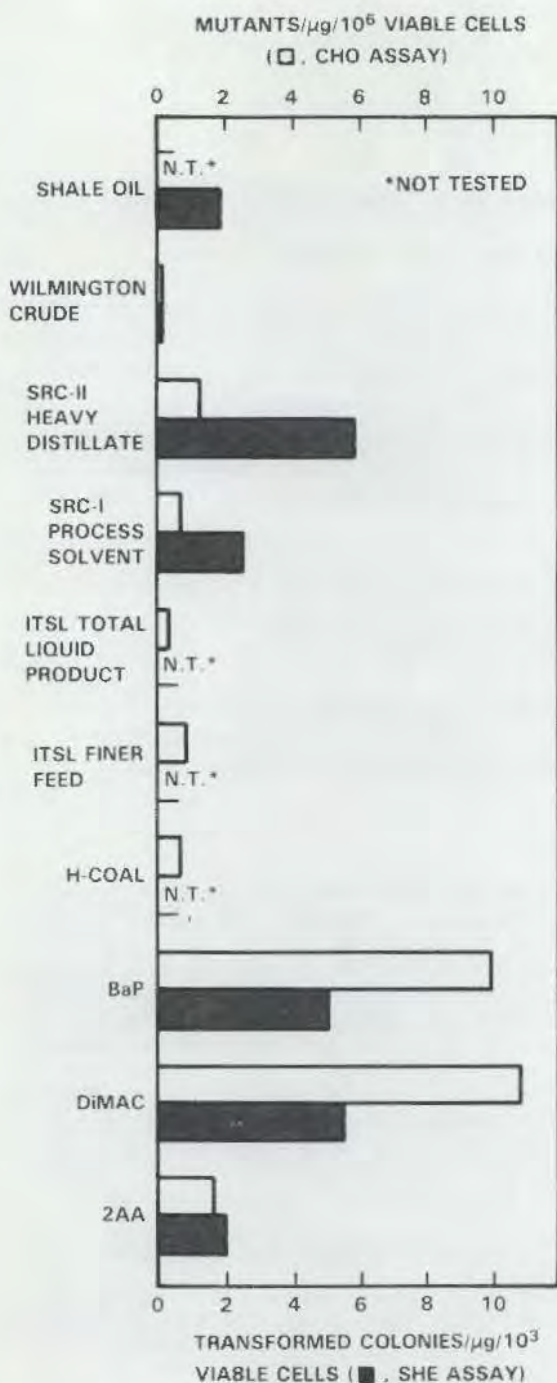 MUTANTS/µg/10⁶ VIABLE CELLS
(□, CHO ASSAY)
0 2 4 6 8 10
N.T.*
SHALE OIL
*NOT TESTED
WILMINGTON
CRUDE
SRC-II
HEAVY
DISTILLATE
SRC-I
PROCESS
SOLVENT
ITSL TOTAL
LIQUID
PRODUCT
N.T.*
ITSL FINER
FEED
N.T.*
H-COAL
N.T.*
BaP
DiMAC
2AA
0 2 4 6 8 10
TRANSFORMED COLONIES/µg/10³
VIABLE CELLS (■, SHE ASSAY)